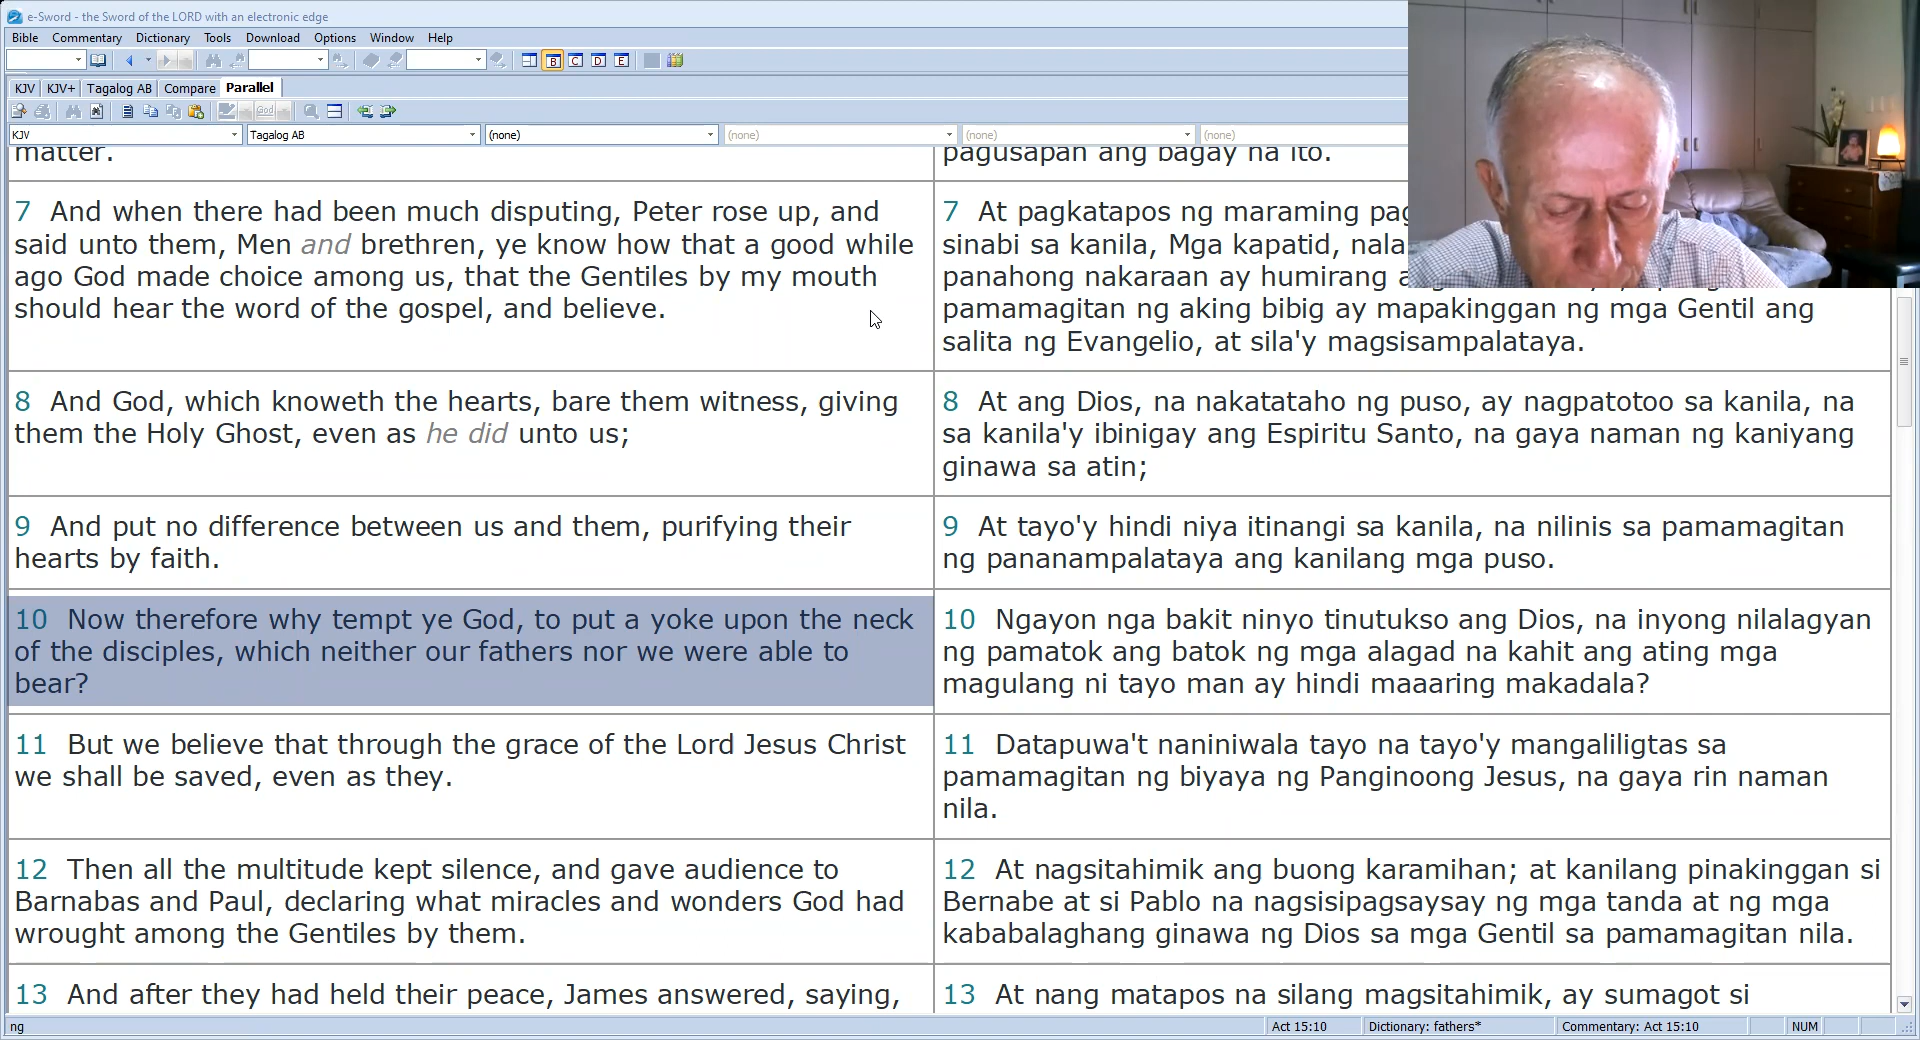 e-Sword - the Sword of the LORD with an electronic edge
Bible Commentary Dictionary Tools Download Options Window Help
B C D E
KJV KJV+ Tagalog AB Compare Parallel
KJV Tagalog AB (none) (none) (none) (none)
matter.
7 And when there had been much disputing, Peter rose up, and
said unto them, Men and brethren, ye know how that a good while
ago God made choice among us, that the Gentiles by my mouth
should hear the word of the gospel, and believe.
8 And God, which knoweth the hearts, bare them witness, giving
them the Holy Ghost, even as he did unto us;
9 And put no difference between us and them, purifying their
hearts by faith.
10 Now therefore why tempt ye God, to put a yoke upon the neck
of the disciples, which neither our fathers nor we were able to
bear?
11 But we believe that through the grace of the Lord Jesus Christ
we shall be saved, even as they.
12 Then all the multitude kept silence, and gave audience to
Barnabas and Paul, declaring what miracles and wonders God had
wrought among the Gentiles by them.
13 And after they had held their peace, James answered, saying,
pagusapan ang bagay na ito.
7 At pagkatapos ng maraming
sinabi sa kanila, Mga kapatid,
panahong nakaraan ay humirang
pamamagitan ng aking bibig ay mapakinggan ng mga Gentil ang
salita ng Evangelio, at sila'y magsisampalataya.
8 At ang Dios, na nakatataho ng puso, ay nagpatotoo sa kanila, na
sa kanila'y ibinigay ang Espiritu Santo, na gaya naman ng kaniyang
ginawa sa atin;
9 At tayo'y hindi niya itinangi sa kanila, na nilinis sa pamamagitan
ng pananampalataya ang kanilang mga puso.
10 Ngayon nga bakit ninyo tinutukso ang Dios, na inyong nilalagyan
ng pamatok ang batok ng mga alagad na kahit ang ating mga
magulang ni tayo man ay hindi maaaring makadala?
11 Datapuwa't naniniwala tayo na tayo'y mangaliligtas sa
pamamagitan ng biyaya ng Panginoong Jesus, na gaya rin naman
nila.
12 At nagsitahimik ang buong karamihan; at kanilang pinakinggan si
Bernabe at si Pablo na nagsisipagsaysay ng mga tanda at ng mga
kababalaghang ginawa ng Dios sa mga Gentil sa pamamagitan nila.
13 At nang matapos na silang magsitahimik, ay sumagot si
ng Act 15:10 Dictionary: fathers* Commentary: Act 15:10 NUM